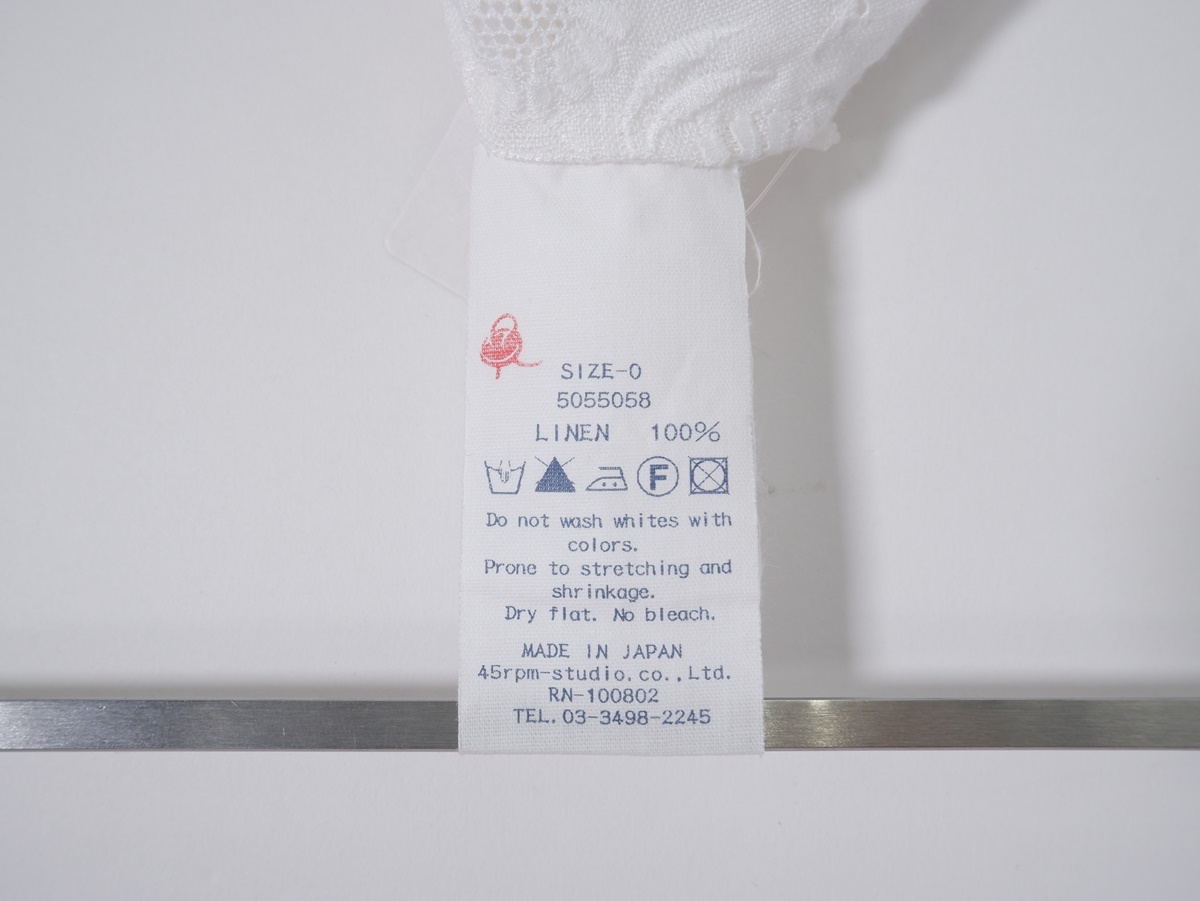 SIZE-0
5055058
LINEN 100%
F
Do not wash whites with
colors.
Prone to stretching and
shrinkage.
Dry flat. No bleach.
MADE IN JAPAN
45rpm-studio.co.,Ltd.
RN-100802
TEL. 03-3498-2245